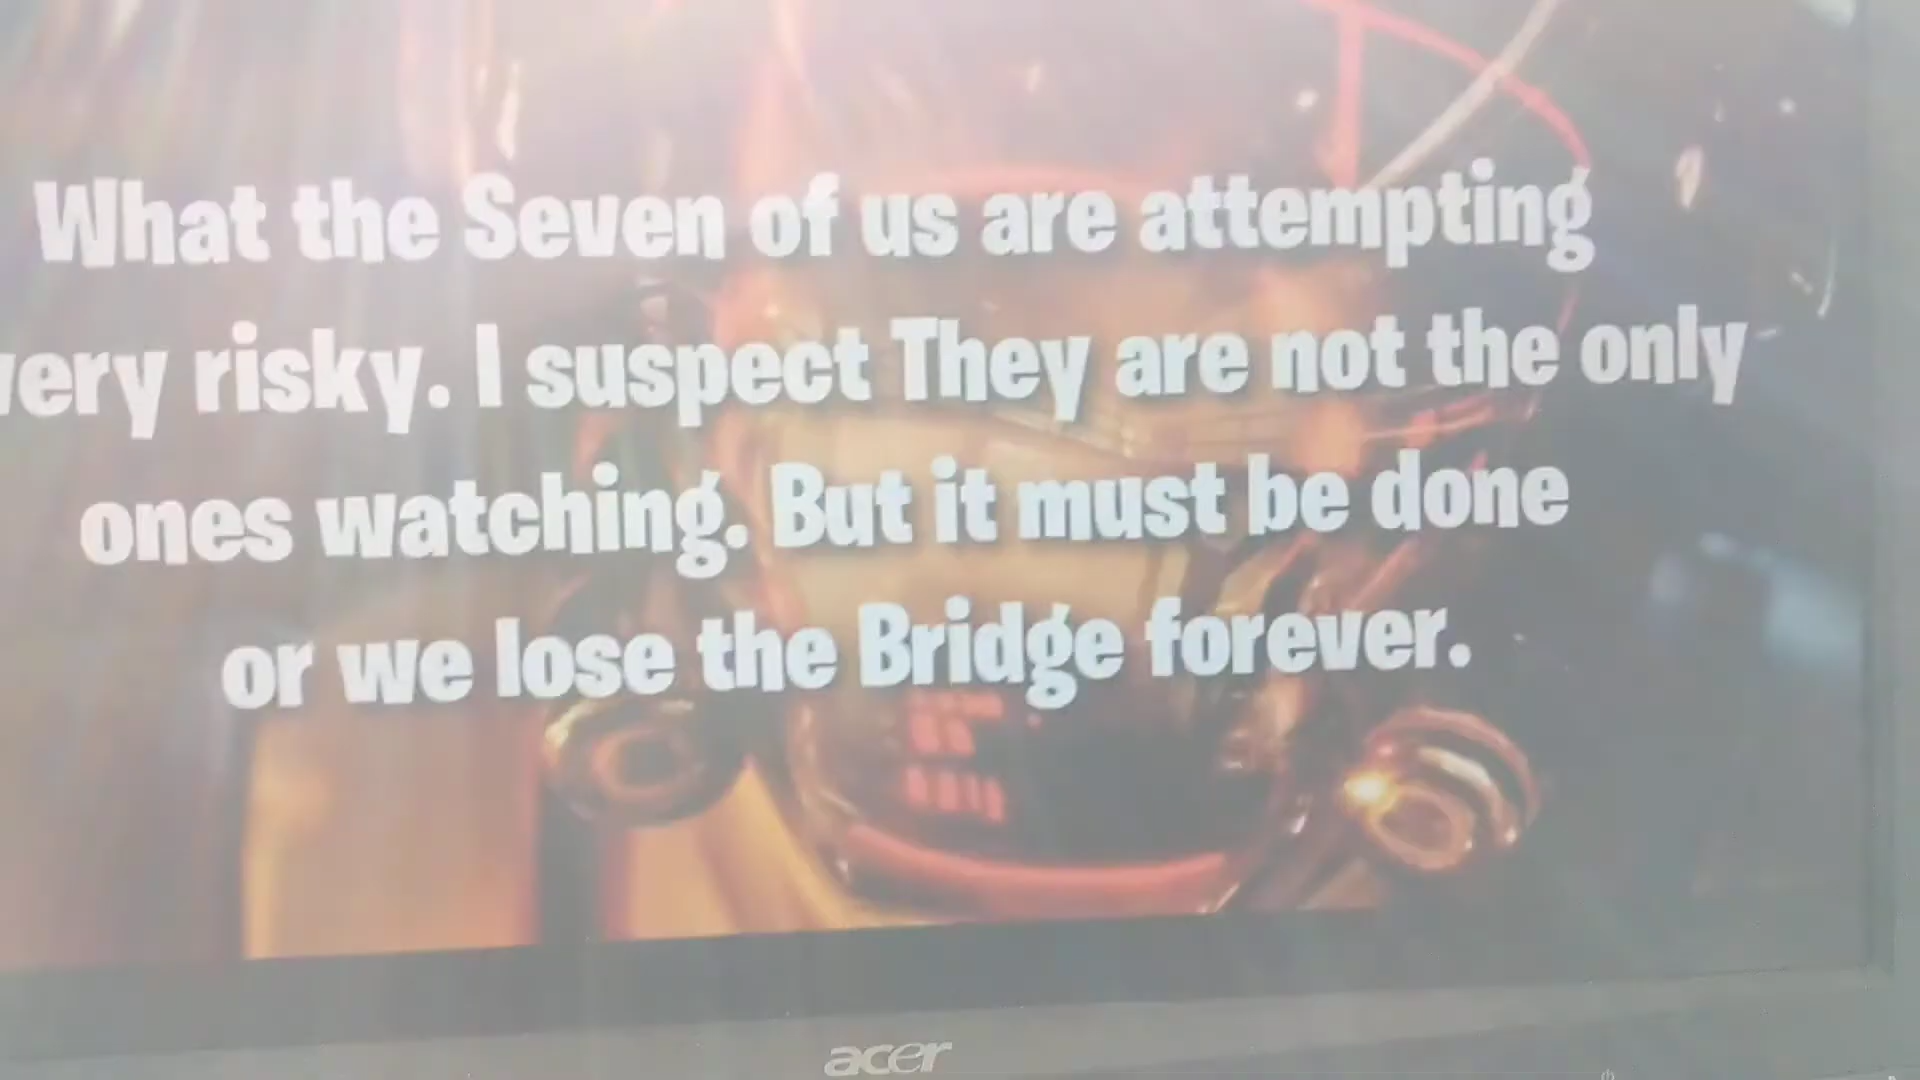 What the Seven of us are attempting
very risky. I suspect They are not the only
ones watching. But it must be done
or we lose the Bridge forever.
acer